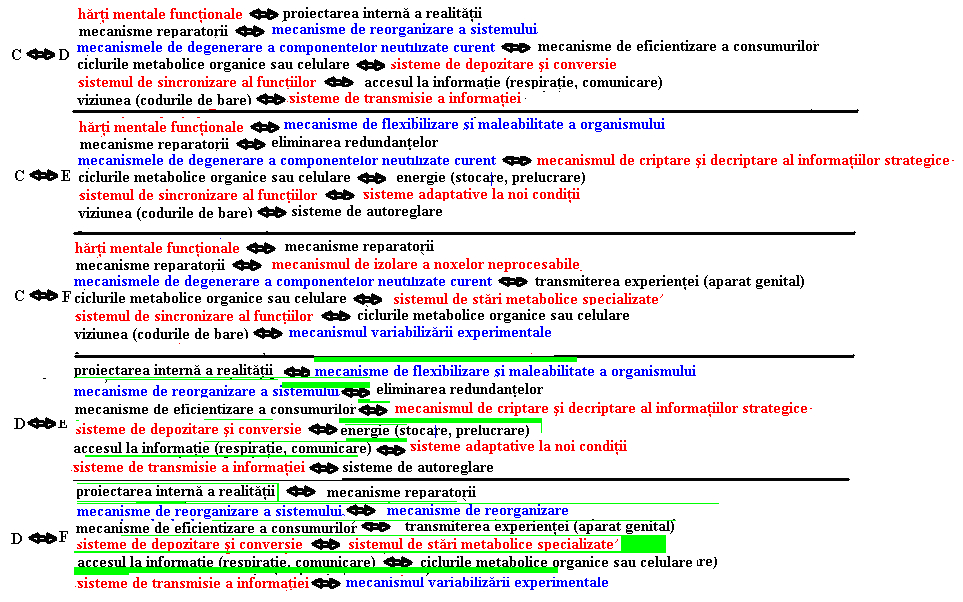 hărți mentale funcționale ⇔ proiectarea internă a realității
mecanisme reparatorii ⇔ mecanisme de reorganizare a sistemului
C ⇔ D mecanismele de degenerare a componentelor neutilizate curent ⇔ mecanisme de eficientizare a consumurilor
ciclurile metabolice organice sau celulare ⇔ sisteme de depozitare și conversie
sistemul de sincronizare al funcțiilor ⇔ accesul la informație (respirație, comunicare)
viziunea (codurile de bare) ⇔ sisteme de transmisie a informației
hărți mentale funcționale ⇔ mecanisme de flexibilizare și maleabilitate a organismului
mecanisme reparatorii ⇔ eliminarea redundanțelor
mecanismele de degenerare a componentelor neutilizate curent ⇔ mecanismul de criptare și decriptare al informațiilor strategice
C ⇔ E ciclurile metabolice organice sau celulare ⇔ energie (stocare, prelucrare)
sistemul de sincronizare al funcțiilor ⇔ sisteme adaptative la noi condiții
viziunea (codurile de bare) ⇔ sisteme de autoreglare
hărți mentale funcționale ⇔ mecanisme reparatorii
mecanisme reparatorii ⇔ mecanismul de izolare a noxelor neprocesabile
mecanismele de degenerare a componentelor neutilizate curent ⇔ transmiterea experienței (aparat genital)
C ⇔ F ciclurile metabolice organice sau celulare ⇔ sistemul de stări metabolice specializate
sistemul de sincronizare al funcțiilor ⇔ ciclurile metabolice organice sau celulare
viziunea (codurile de bare) ⇔ mecanismul variabilizării experimentale
proiectarea internă a realității ⇔ mecanisme de flexibilizare și maleabilitate a organismului
mecanisme de reorganizare a sistemului ⇔ eliminarea redundanțelor
mecanisme de eficientizare a consumurilor ⇔ mecanismul de criptare și decriptare al informațiilor strategice
D ⇔ E sisteme de depozitare și conversie ⇔ energie (stocare, prelucrare)
accesul la informație (respirație, comunicare) ⇔ sisteme adaptative la noi condiții
sisteme de transmisie a informației ⇔ sisteme de autoreglare
proiectarea internă a realității ⇔ mecanisme reparatorii
mecanisme de reorganizare a sistemului ⇔ mecanisme de reorganizare
mecanisme de eficientizare a consumurilor ⇔ transmiterea experienței (aparat genital)
D ⇔ F sisteme de depozitare și conversie ⇔ sistemul de stări metabolice specializate
accesul la informație (respirație, comunicare) ⇔ ciclurile metabolice organice sau celulare re)
sisteme de transmisie a informației ⇔ mecanismul variabilizării experimentale